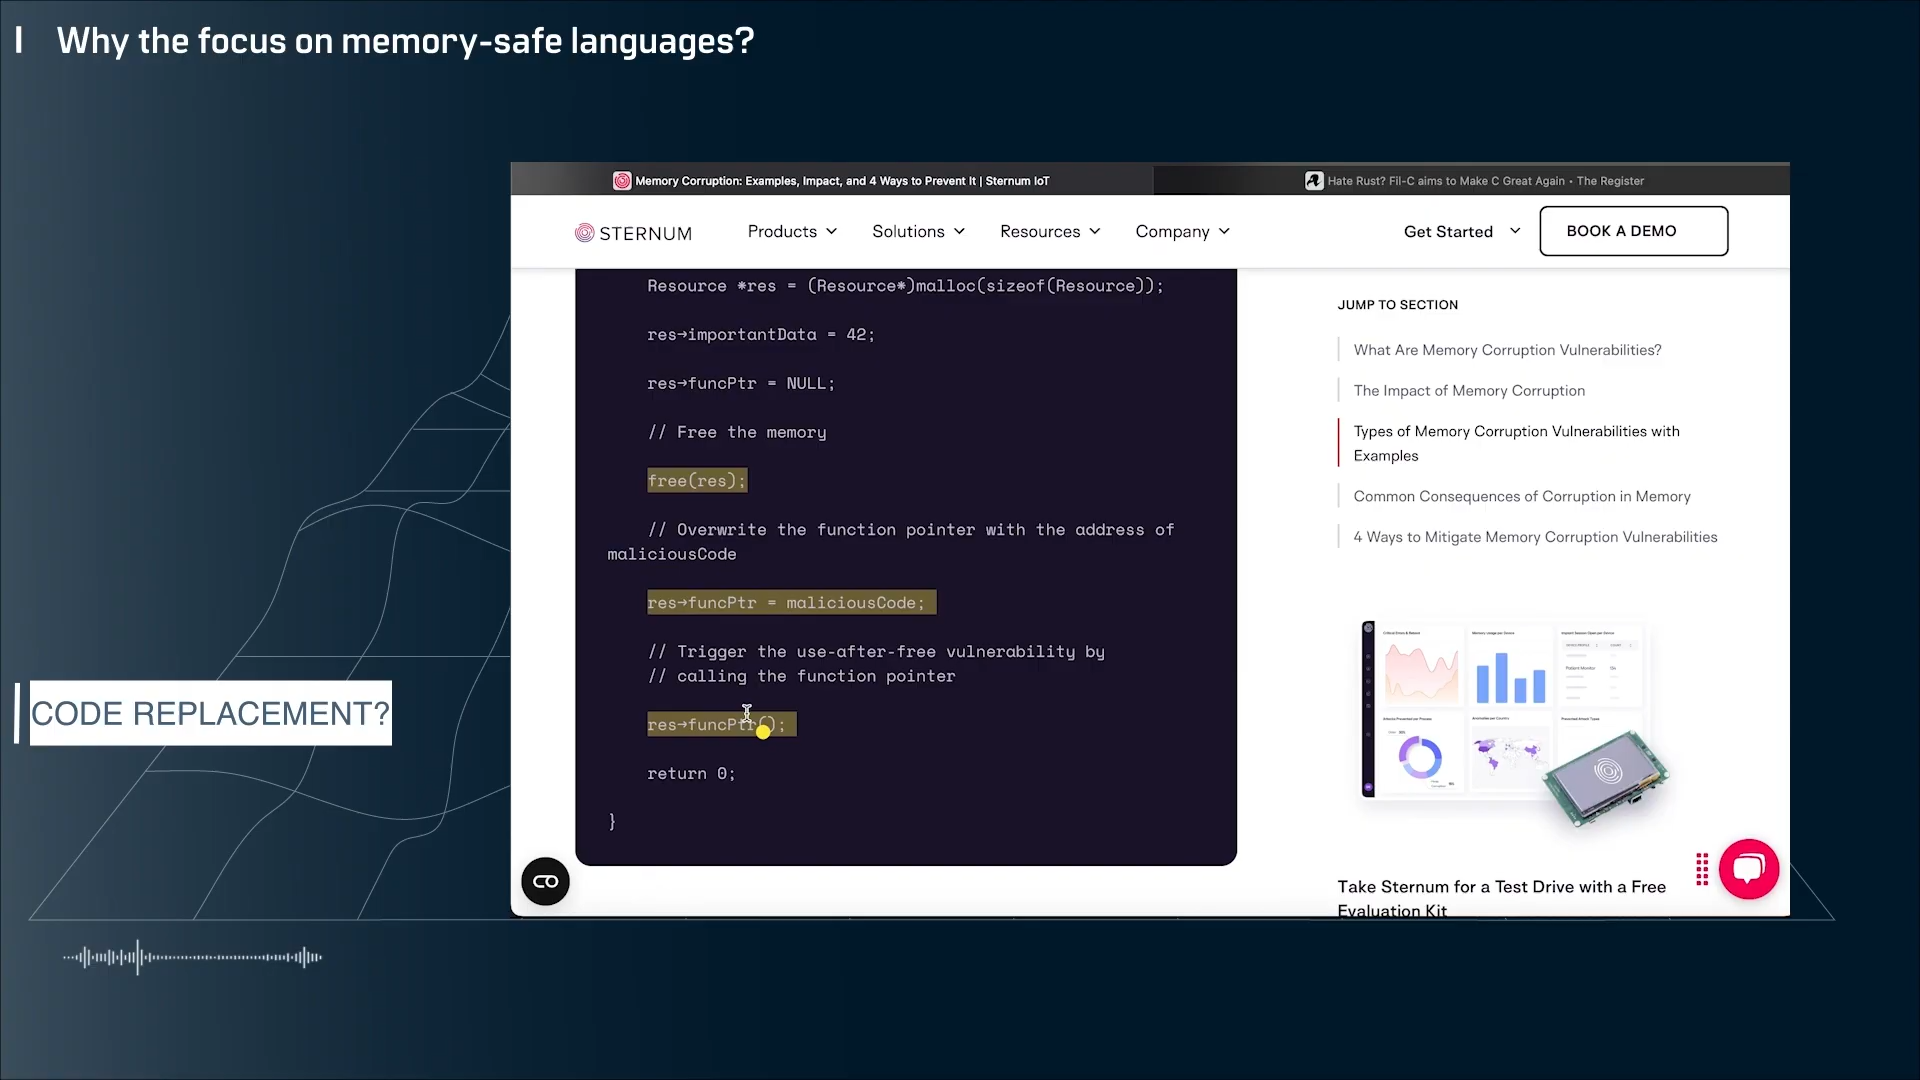 Why the focus on memory-safe languages?
Memory Corruption: Examples, Impact, and 4 Ways to Prevent It | Sternum IoT
Hate Rust? Fil-C aims to Make C Great Again • The Register
STERNUM
Products
Solutions
Resources
Company
Get Started
BOOK A DEMO
Resource *res = (Resource*)malloc(sizeof(Resource));
res→importantData = 42;
res→funcPtr = NULL;
// Free the memory
free(res);
// Overwrite the function pointer with the address of
maliciousCode
res→funcPtr = maliciousCode;
// Trigger the use-after-free vulnerability by
// calling the function pointer
res→funcPtr();
return 0;
}
JUMP TO SECTION
What Are Memory Corruption Vulnerabilities?
The Impact of Memory Corruption
Types of Memory Corruption Vulnerabilities with
Examples
Common Consequences of Corruption in Memory
4 Ways to Mitigate Memory Corruption Vulnerabilities
Take Sternum for a Test Drive with a Free
Evaluation Kit
CODE REPLACEMENT?